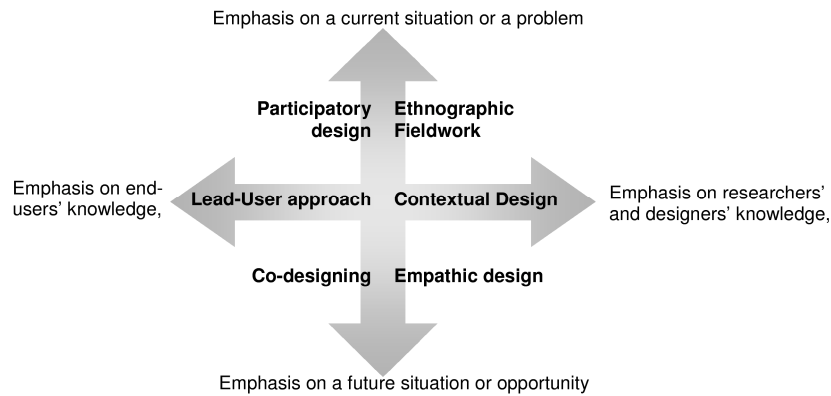 Emphasis on a current situation or a problem
Participatory
design
Ethnographic
Fieldwork
Emphasis on end-
users’ knowledge,
Lead-User approach
Contextual Design
Emphasis on researchers’
and designers’ knowledge,
Co-designing
Empathic design
Emphasis on a future situation or opportunity